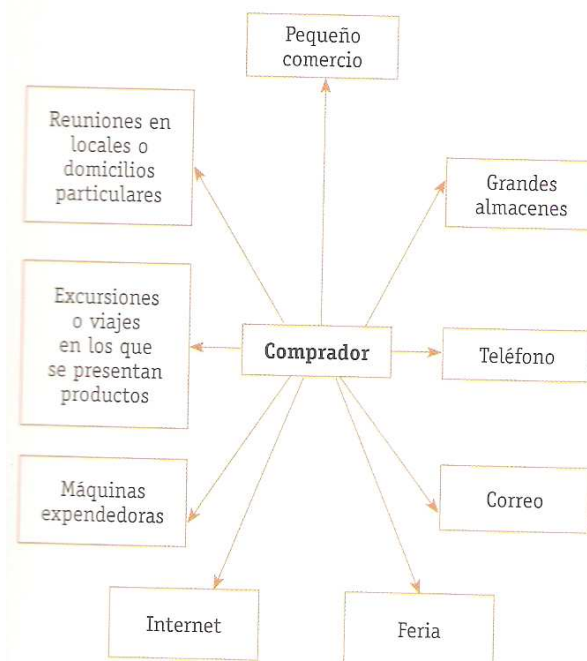 Pequeño
comercio
Reuniones en
locales o
domicilios
particulares
Grandes
almacenes
Excursiones
o viajes
en los que
se presentan
productos
Comprador
Teléfono
Máquinas
expendedoras
Correo
Internet
Feria